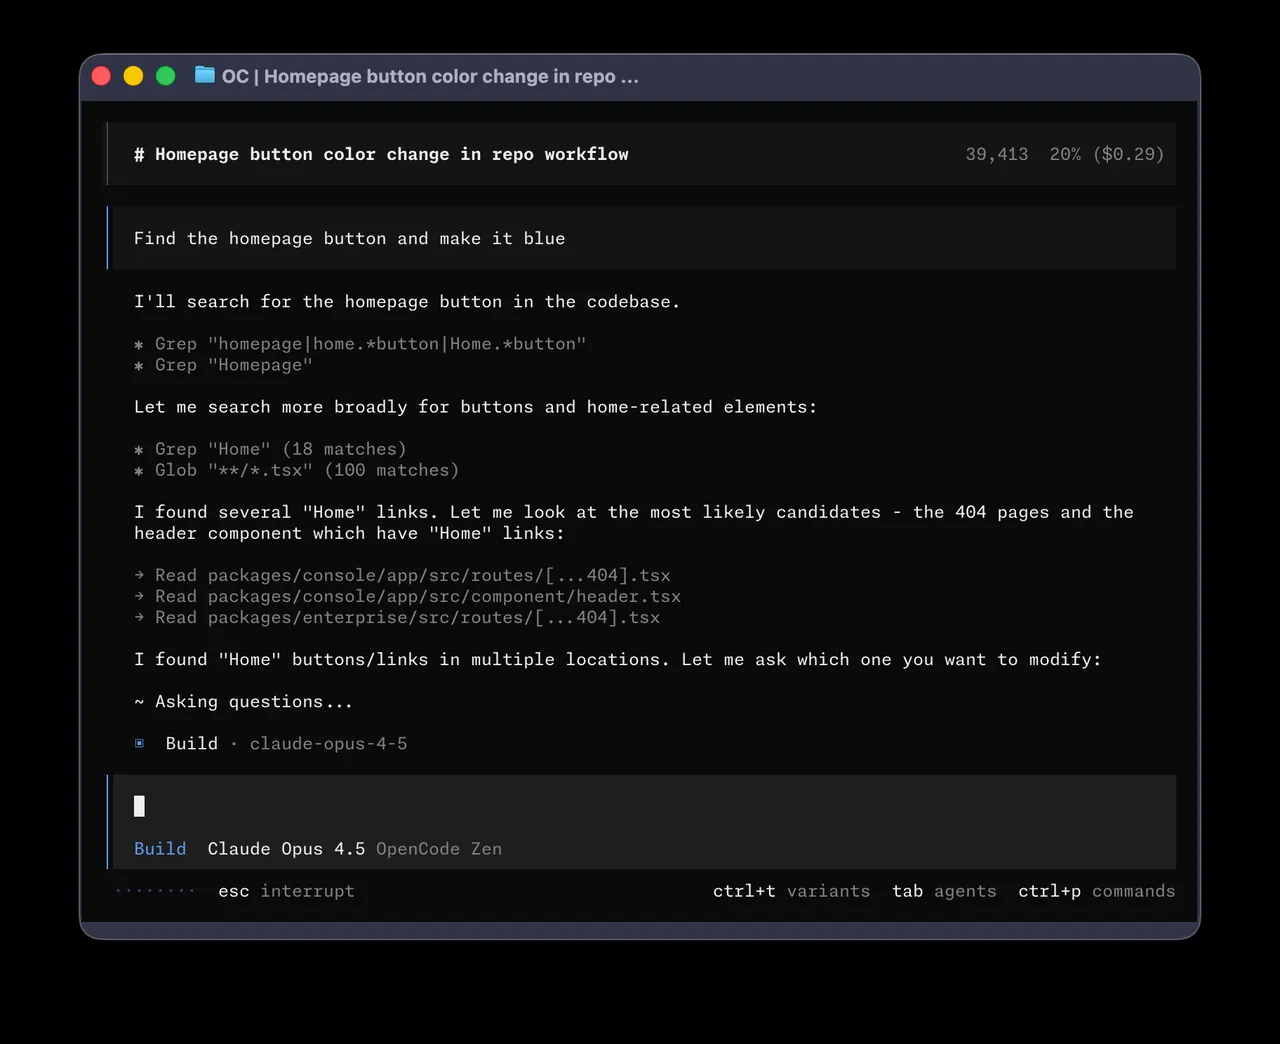 OC | Homepage button color change in repo ...
# Homepage button color change in repo workflow 39,413 20% ($0.29)
Find the homepage button and make it blue
I'll search for the homepage button in the codebase.
✱ Grep "homepage|home.*button|Home.*button"
✱ Grep "Homepage"
Let me search more broadly for buttons and home-related elements:
✱ Grep "Home" (18 matches)
✱ Glob "**/*.tsx" (100 matches)
I found several "Home" links. Let me look at the most likely candidates - the 404 pages and the
header component which have "Home" links:
→ Read packages/console/app/src/routes/[...404].tsx
→ Read packages/console/app/src/component/header.tsx
→ Read packages/enterprise/src/routes/[...404].tsx
I found "Home" buttons/links in multiple locations. Let me ask which one you want to modify:
~ Asking questions...
▣ Build · claude-opus-4-5
Build Claude Opus 4.5 OpenCode Zen
esc interrupt ctrl+t variants tab agents ctrl+p commands